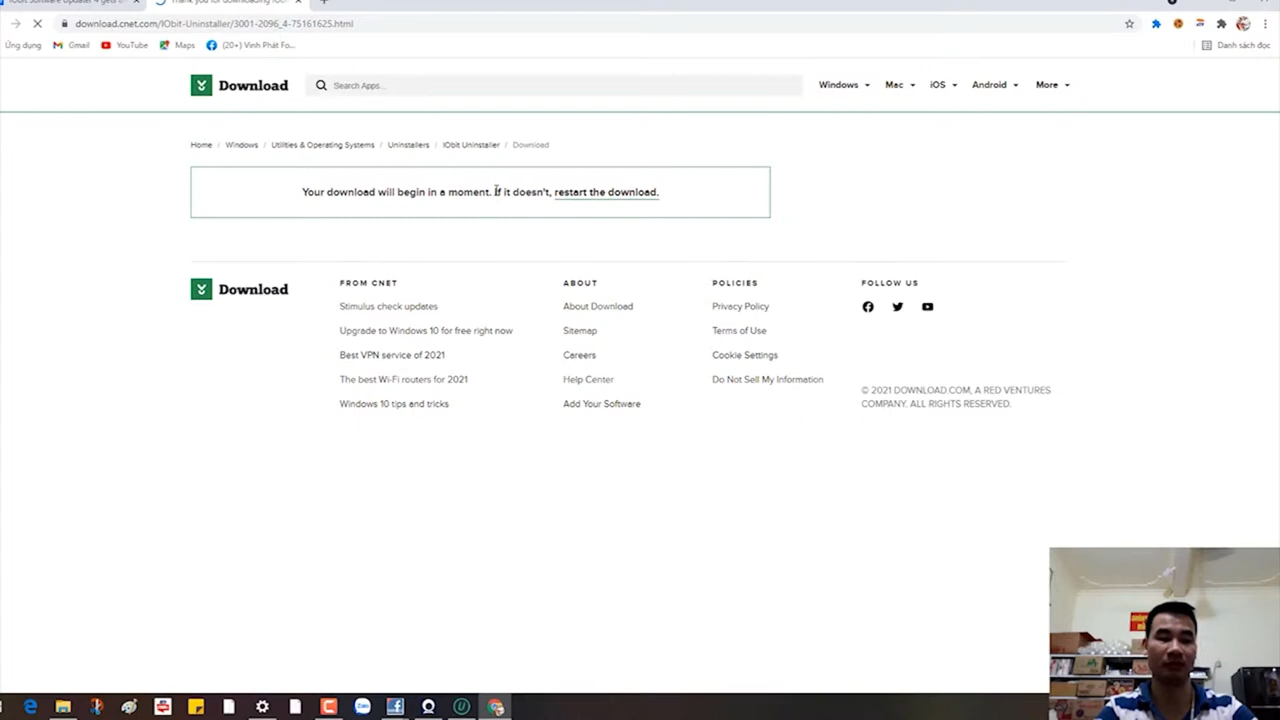 Thank you for downloading IObit
download.cnet.com/IObit-Uninstaller/3001-2096_4-75161625.html
Ứng dụng
Gmail
YouTube
Maps
(20+) Vinh Phát Fo...
Danh sách đọc
Download
Search Apps...
Windows
Mac
iOS
Android
More
Home / Windows / Utilities & Operating Systems / Uninstallers / IObit Uninstaller / Download
Your download will begin in a moment. If it doesn't, restart the download.
Download
FROM CNET
Stimulus check updates
Upgrade to Windows 10 for free right now
Best VPN service of 2021
The best Wi-Fi routers for 2021
Windows 10 tips and tricks
ABOUT
About Download
Sitemap
Careers
Help Center
Add Your Software
POLICIES
Privacy Policy
Terms of Use
Cookie Settings
Do Not Sell My Information
FOLLOW US
© 2021 DOWNLOAD.COM, A RED VENTURES
COMPANY. ALL RIGHTS RESERVED.